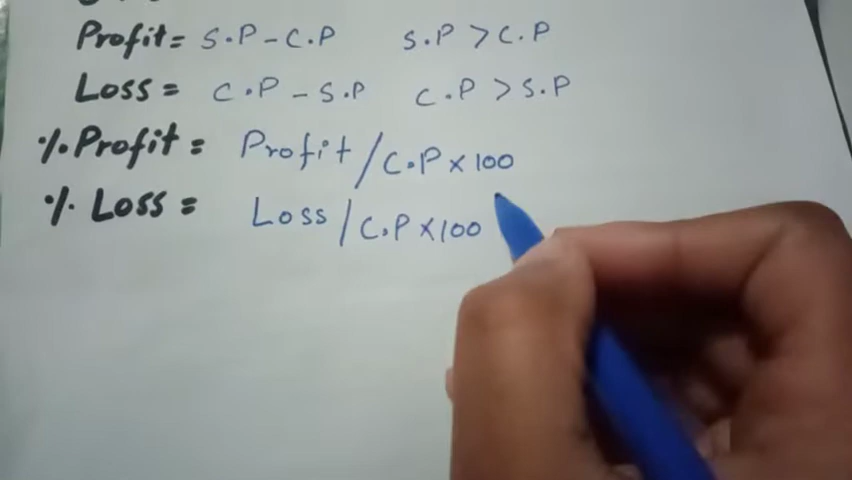 Profit = S.P - C.P S.P > C.P
Loss = C.P - S.P C.P > S.P
% Profit = Profit / C.P × 100
% Loss = Loss / C.P × 100